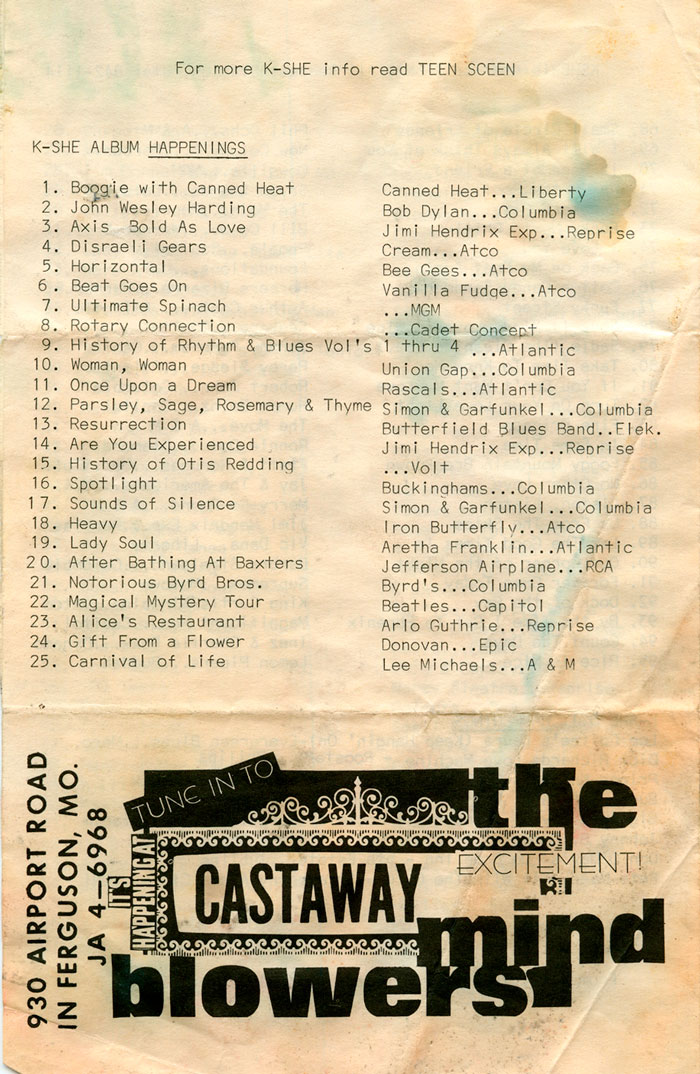 For more K-SHE info read TEEN SCEEN
K-SHE ALBUM HAPPENINGS
1. Boogie with Canned Heat Canned Heat...Liberty
2. John Wesley Harding Bob Dylan...Columbia
3. Axis Bold As Love Jimi Hendrix Exp...Reprise
4. Disraeli Gears Cream...Atco
5. Horizontal Bee Gees...Atco
6. Beat Goes On Vanilla Fudge...Atco
7. Ultimate Spinach ...MGM
8. Rotary Connection ...Cadet Concept
9. History of Rhythm & Blues Vol's 1 thru 4 ...Atlantic
10. Woman, Woman Union Gap...Columbia
11. Once Upon a Dream Rascals...Atlantic
12. Parsley, Sage, Rosemary & Thyme Simon & Garfunkel...Columbia
13. Resurrection Butterfield Blues Band..Elek.
14. Are You Experienced Jimi Hendrix Exp...Reprise
15. History of Otis Redding ...Volt
16. Spotlight Buckinghams...Columbia
17. Sounds of Silence Simon & Garfunkel...Columbia
18. Heavy Iron Butterfly...Atco
19. Lady Soul Aretha Franklin...Atlantic
20. After Bathing At Baxters Jefferson Airplane...RCA
21. Notorious Byrd Bros. Byrd's...Columbia
22. Magical Mystery Tour Beatles...Capitol
23. Alice's Restaurant Arlo Guthrie...Reprise
24. Gift From a Flower Donovan...Epic
25. Carnival of Life Lee Michaels...A & M
930 AIRPORT ROAD
IN FERGUSON, MO.
JA 4-6968
TUNE IN TO
the
IT'S
HAPPENING AT
CASTAWAY
EXCITEMENT!
mind
blowers